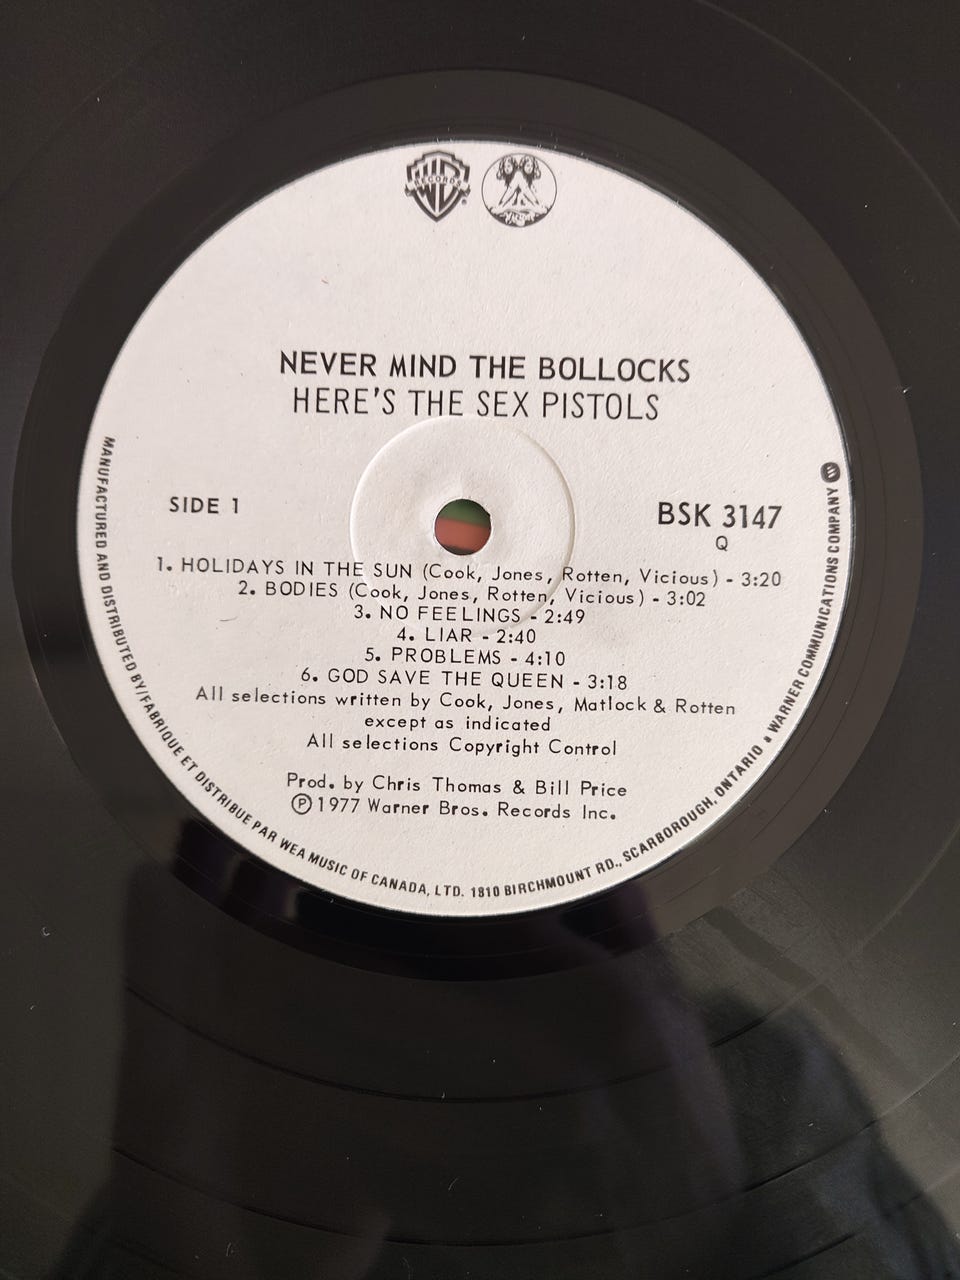 WB RECORDS
NEVER MIND THE BOLLOCKS
HERE'S THE SEX PISTOLS
SIDE 1
BSK 3147
Q
1. HOLIDAYS IN THE SUN (Cook, Jones, Rotten, Vicious) - 3:20
2. BODIES (Cook, Jones, Rotten, Vicious) - 3:02
3. NO FEELINGS - 2:49
4. LIAR - 2:40
5. PROBLEMS - 4:10
6. GOD SAVE THE QUEEN - 3:18
All selections written by Cook, Jones, Matlock & Rotten
except as indicated
All selections Copyright Control
Prod. by Chris Thomas & Bill Price
Ⓟ 1977 Warner Bros. Records Inc.
MANUFACTURED AND DISTRIBUTED BY/FABRIQUE ET DISTRIBUE PAR WEA MUSIC OF CANADA, LTD. 1810 BIRCHMOUNT RD., SCARBOROUGH, ONTARIO • WARNER COMMUNICATIONS COMPANY